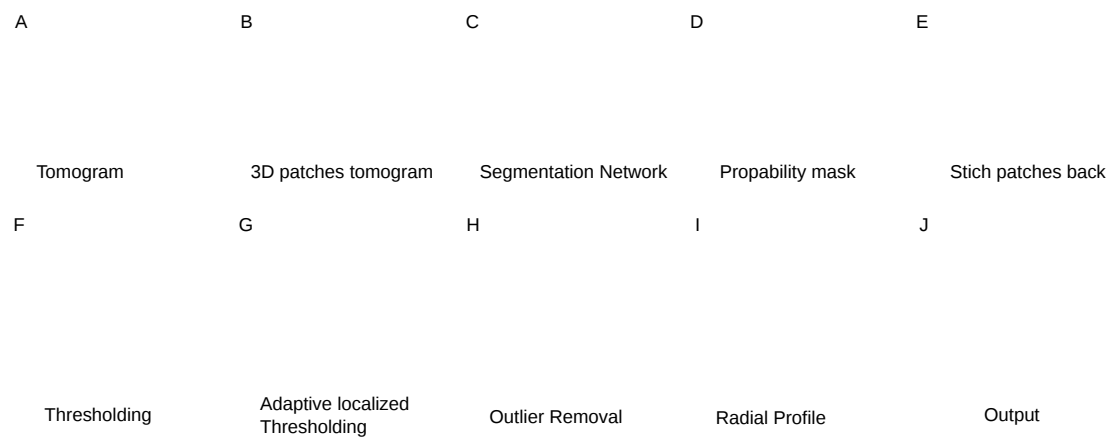 A
B
C
D
E
Tomogram
3D patches tomogram
Segmentation Network
Propability mask
Stich patches back
F
G
H
I
J
Thresholding
Adaptive localized
Thresholding
Outlier Removal
Radial Profile
Output